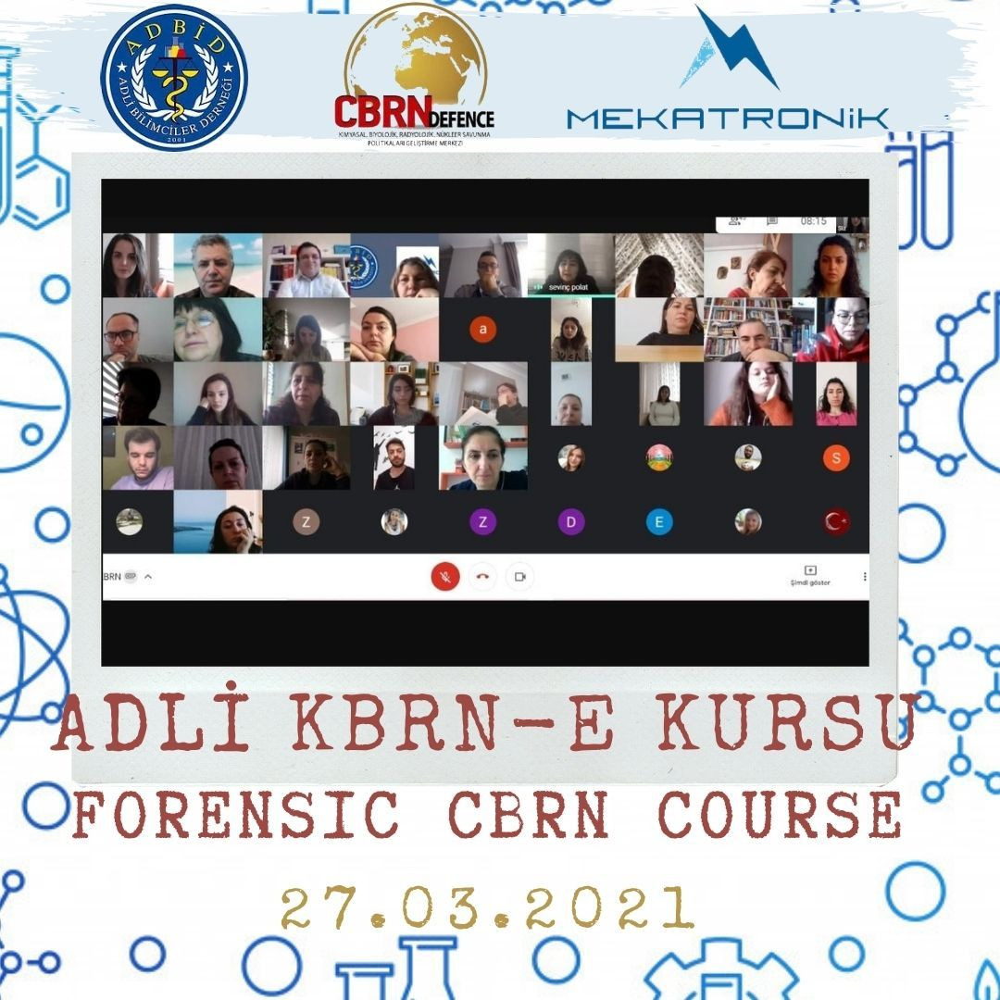 ADBİD
ADLİ BİLİMCİLER DERNEĞİ
2001
CBRN DEFENCE
KİMYASAL, BİYOLOJİK, RADYOLOJİK, NÜKLEER SAVUNMA
POLİTİKALARI GELİŞTİRME MERKEZİ
MEKATRONİK
08:15
Siz
sevinç polat
ADBİD
a
S
Z
Z
D
E
BRN
Şimdi göster
ADLİ KBRN-E KURSU
FORENSIC CBRN COURSE
27.03.2021